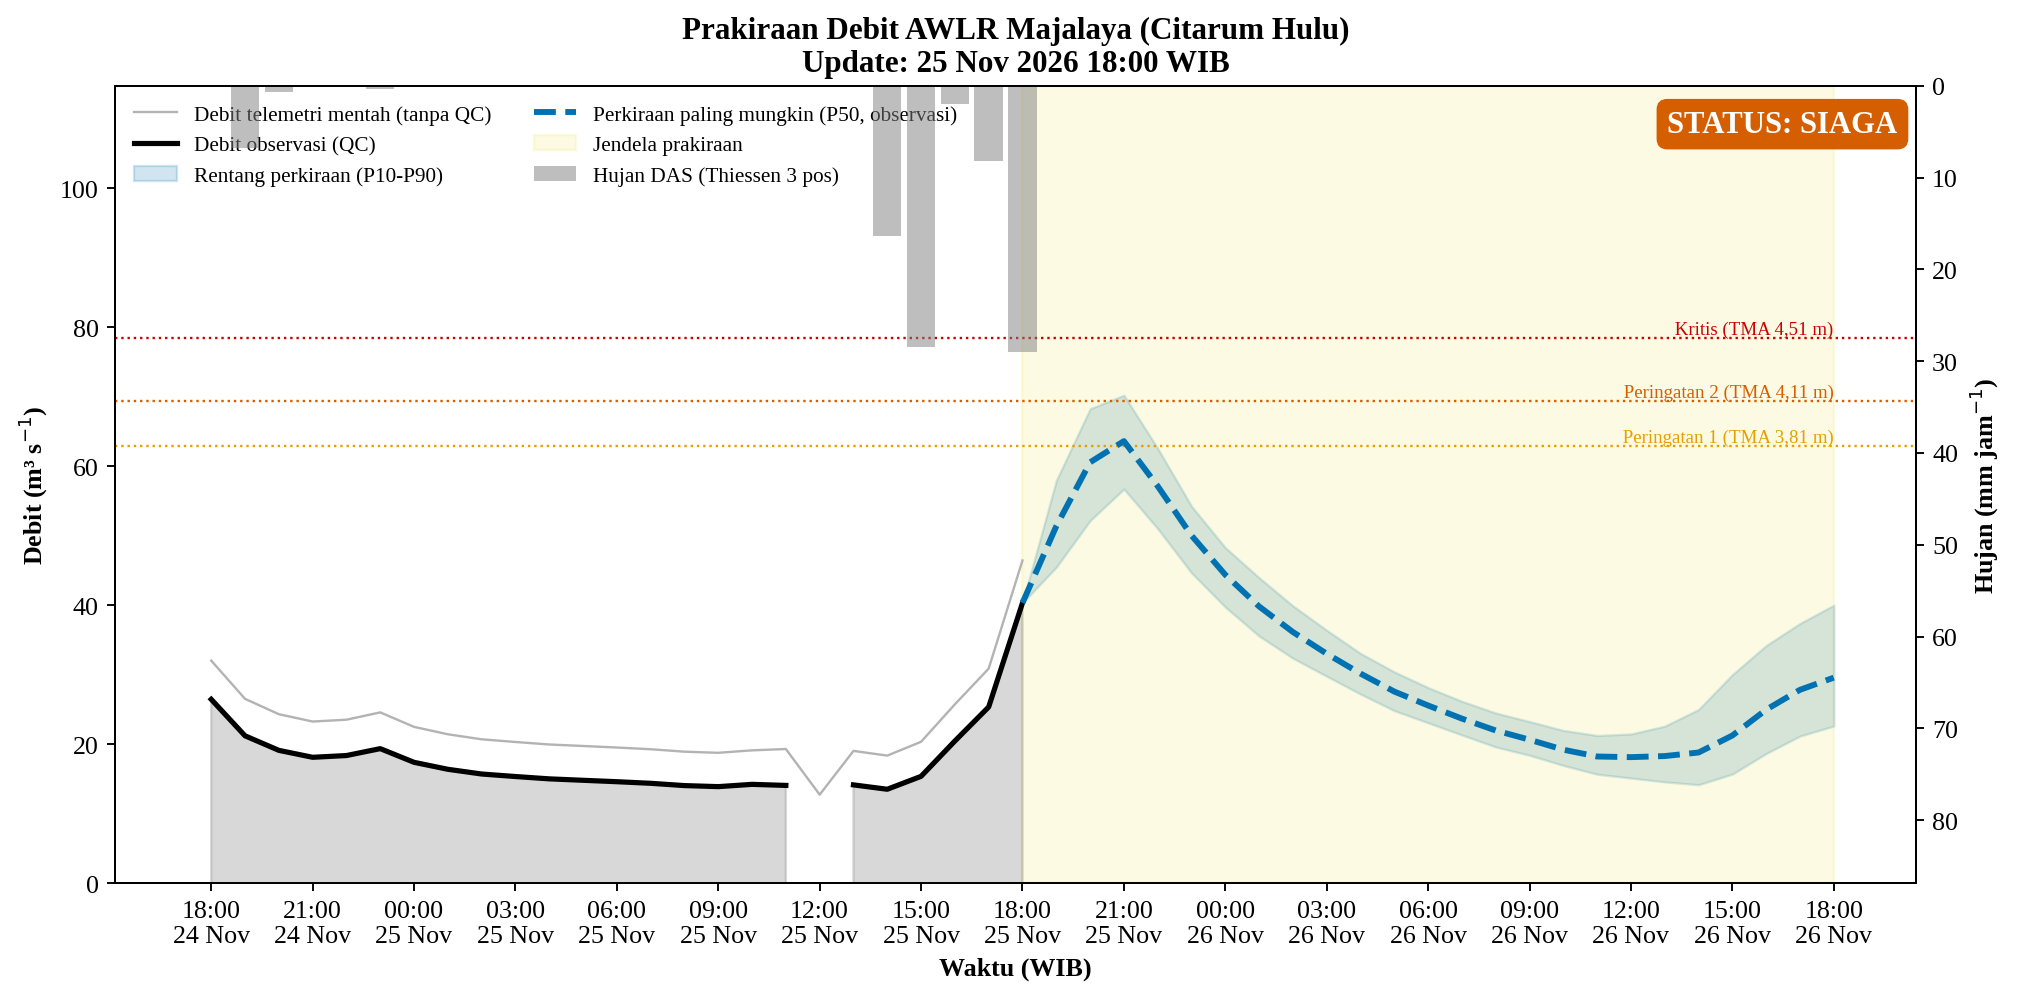 Prakiraan Debit AWLR Majalaya (Citarum Hulu)
Update: 25 Nov 2026 18:00 WIB
Debit telemetri mentah (tanpa QC)
Debit observasi (QC)
Rentang perkiraan (P10-P90)
Perkiraan paling mungkin (P50, observasi)
Jendela prakiraan
Hujan DAS (Thiessen 3 pos)
STATUS: SIAGA
Kritis (TMA 4,51 m)
Peringatan 2 (TMA 4,11 m)
Peringatan 1 (TMA 3,81 m)
Debit (m³ s⁻¹)
100
80
60
40
20
0
Hujan (mm jam⁻¹)
0
10
20
30
40
50
60
70
80
18:00 21:00 00:00 03:00 06:00 09:00 12:00 15:00 18:00 21:00 00:00 03:00 06:00 09:00 12:00 15:00 18:00
24 Nov 24 Nov 25 Nov 25 Nov 25 Nov 25 Nov 25 Nov 25 Nov 25 Nov 25 Nov 26 Nov 26 Nov 26 Nov 26 Nov 26 Nov 26 Nov 26 Nov
Waktu (WIB)